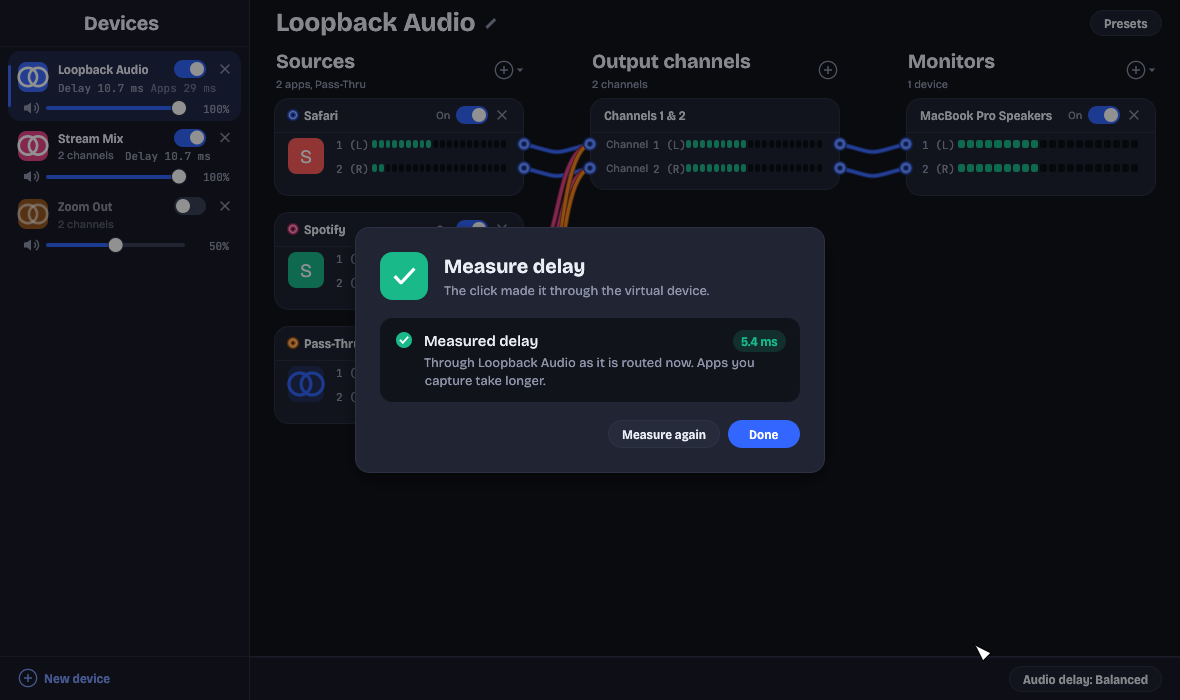 Devices
Loopback Audio
Delay 10.7 ms Apps 29 ms
100%
Stream Mix
2 channels Delay 10.7 ms
100%
Zoom Out
2 channels
50%
New device
Loopback Audio
Presets
Sources
2 apps, Pass-Thru
Output channels
2 channels
Monitors
1 device
Safari On
S
1 (L)
2 (R)
Channels 1 & 2
Channel 1 (L)
Channel 2 (R)
MacBook Pro Speakers On
1 (L)
2 (R)
Spotify
S
1 (
2 (
Pass-Thru
1 (
2 (
Measure delay
The click made it through the virtual device.
Measured delay 5.4 ms
Through Loopback Audio as it is routed now. Apps you
capture take longer.
Measure again Done
Audio delay: Balanced